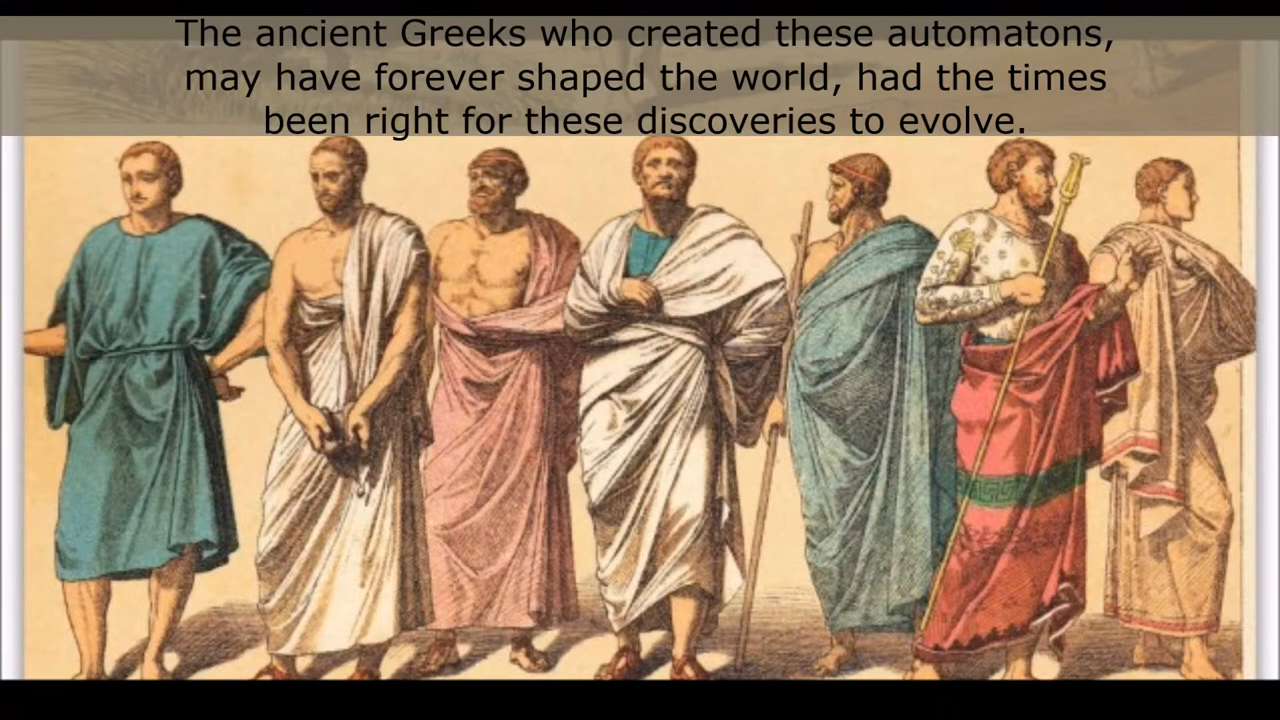 The ancient Greeks who created these automatons,
may have forever shaped the world, had the times
been right for these discoveries to evolve.